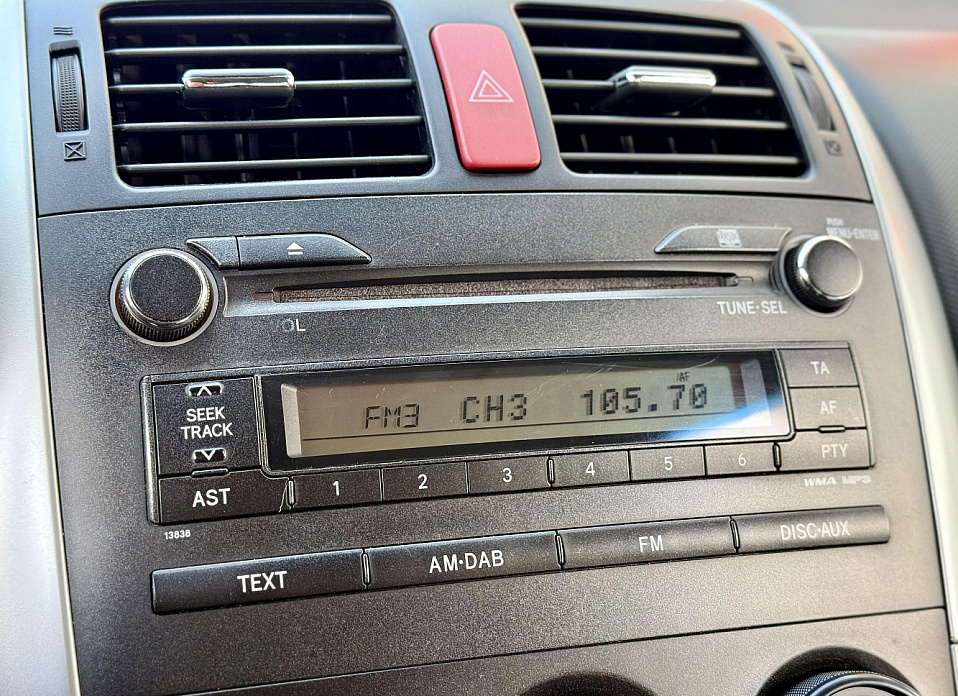 PUSH
MENU·ENTER
OL
TUNE·SEL
SEEK
TRACK
AST
FM3 CH3 105.70
AF
1 2 3 4 5 6
TA
AF
PTY
WMA MP3
13838
TEXT AM·DAB FM DISC·AUX